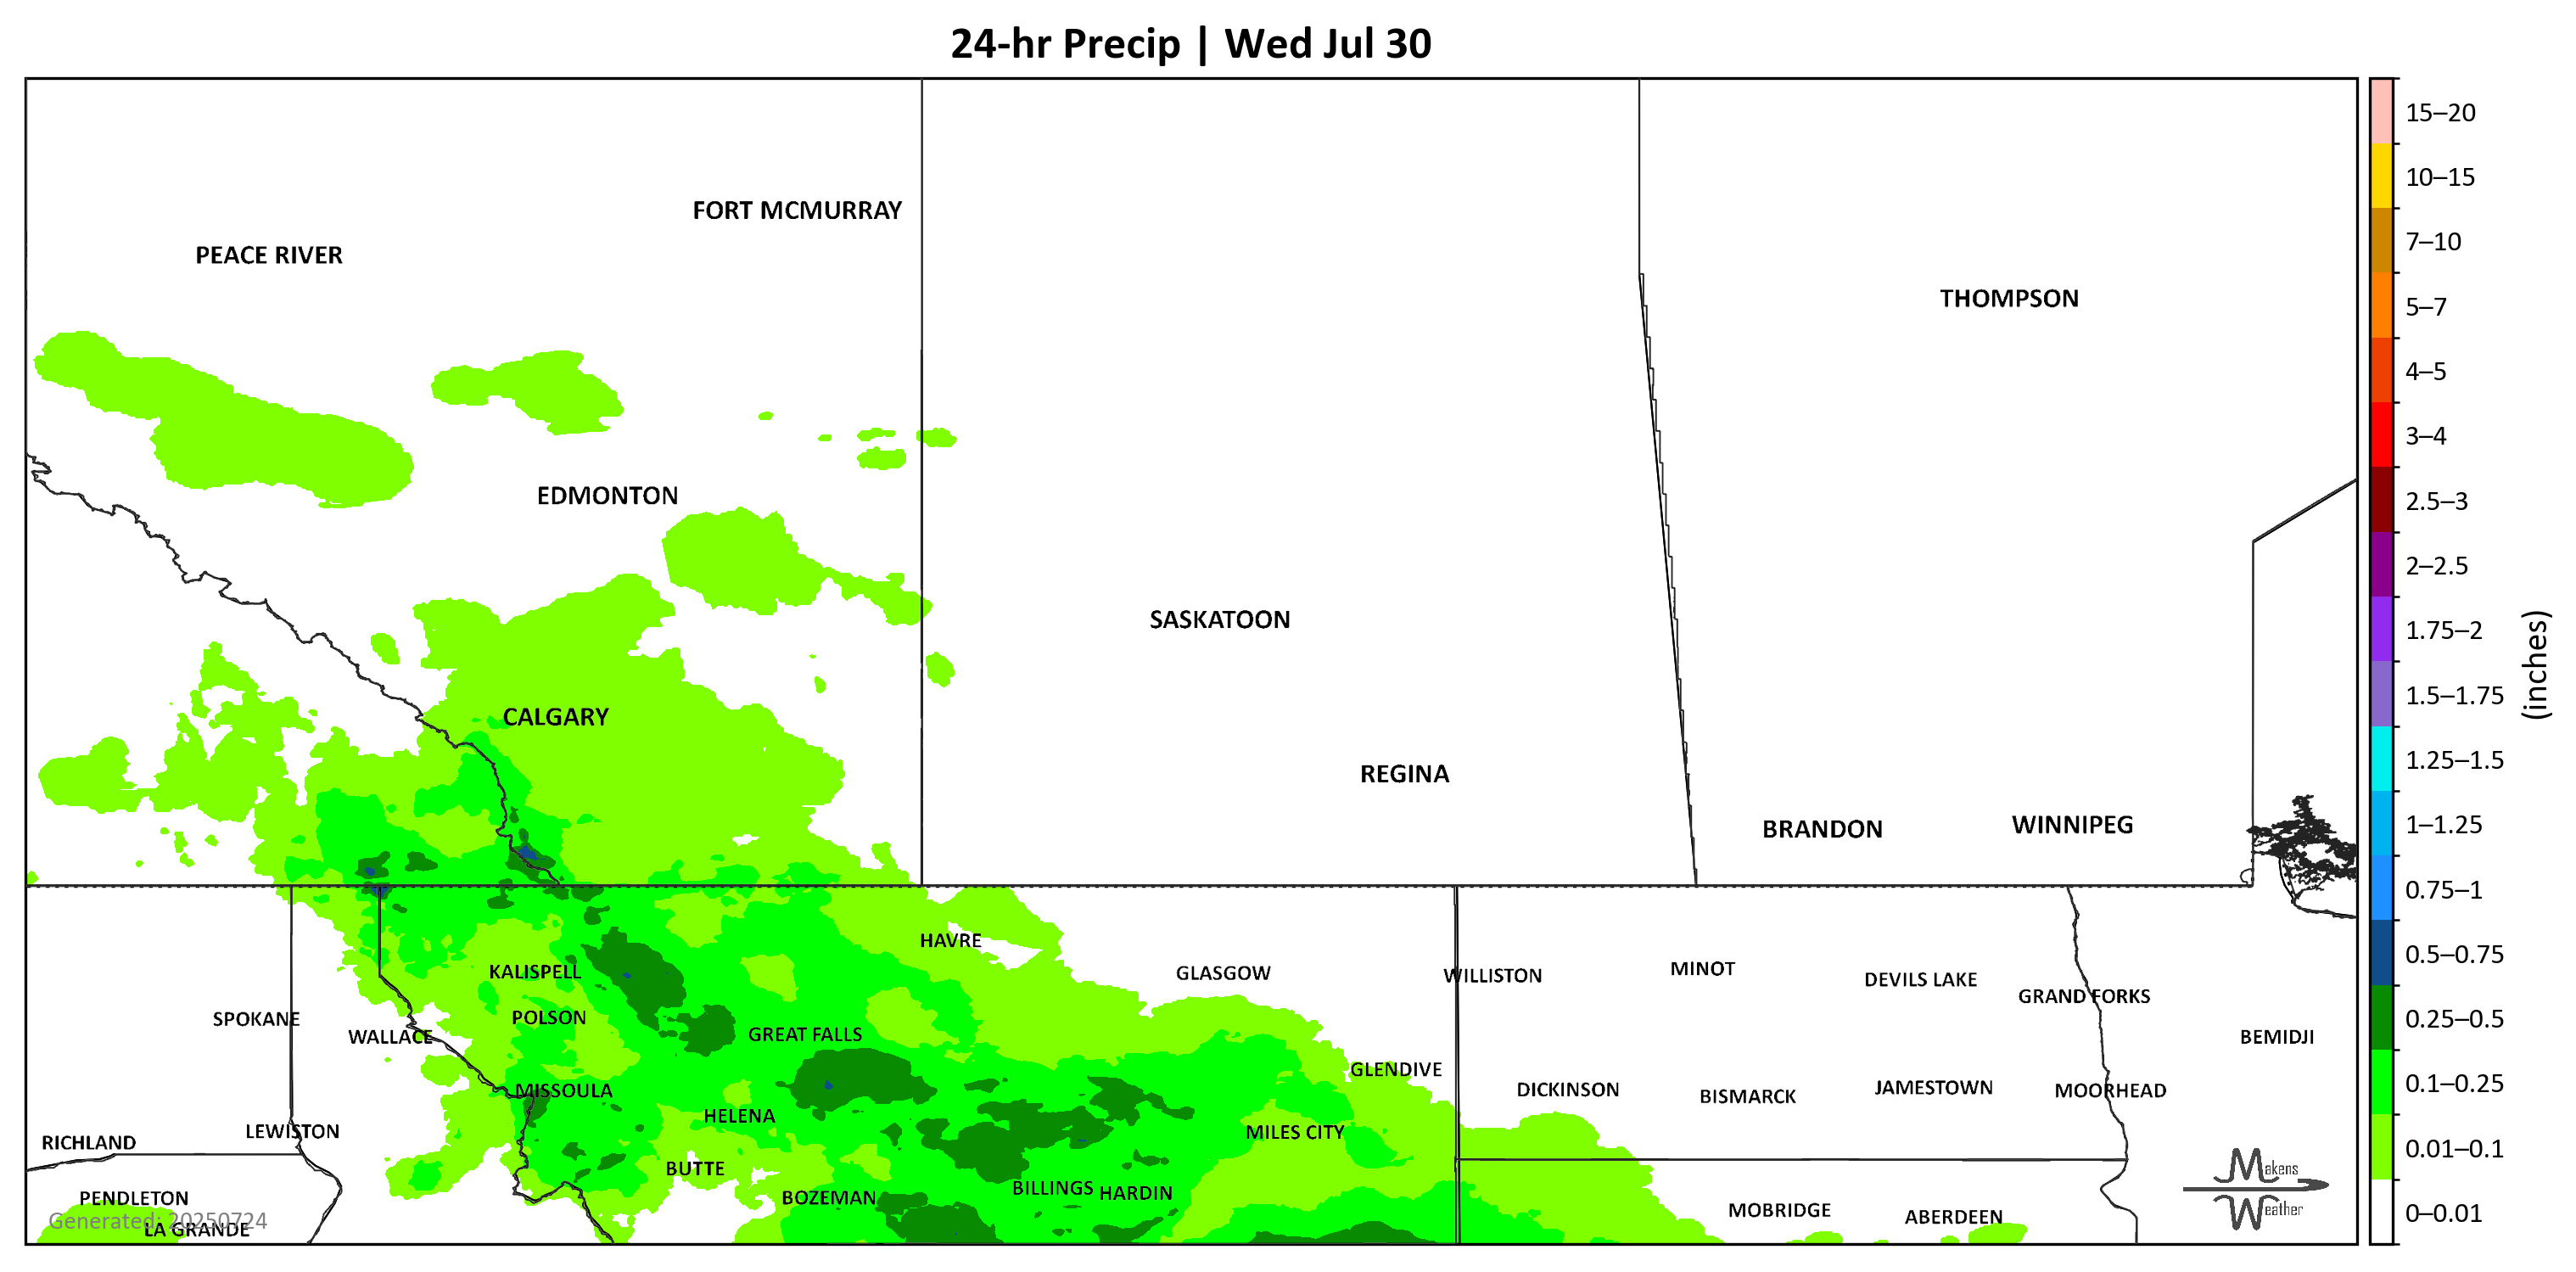 24-hr Precip | Wed Jul 30
FORT MCMURRAY
PEACE RIVER
THOMPSON
EDMONTON
SASKATOON
CALGARY
REGINA
BRANDON
WINNIPEG
HAVRE
KALISPELL
GLASGOW
WILLISTON
MINOT
DEVILS LAKE
GRAND FORKS
SPOKANE
POLSON
WALLACE
GREAT FALLS
BEMIDJI
GLENDIVE
MISSOULA
DICKINSON
BISMARCK
JAMESTOWN
MOORHEAD
HELENA
RICHLAND
LEWISTON
MILES CITY
BUTTE
PENDLETON
BOZEMAN
BILLINGS
HARDIN
MOBRIDGE
ABERDEEN
Generated: 20250724
LA GRANDE
Makens
Weather
15–20
10–15
7–10
5–7
4–5
3–4
2.5–3
2–2.5
1.75–2
1.5–1.75
1.25–1.5
1–1.25
0.75–1
0.5–0.75
0.25–0.5
0.1–0.25
0.01–0.1
0–0.01
(inches)